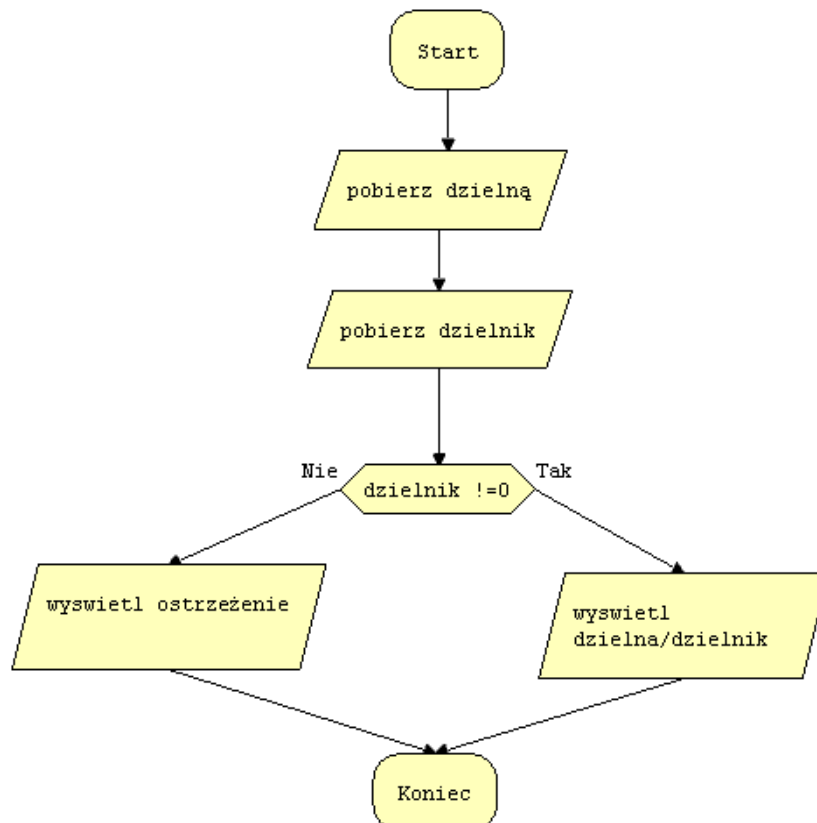 Start
pobierz dzielną
pobierz dzielnik
Nie
Tak
dzielnik !=0
wyswietl ostrzeżenie
wyswietl
dzielna/dzielnik
Koniec